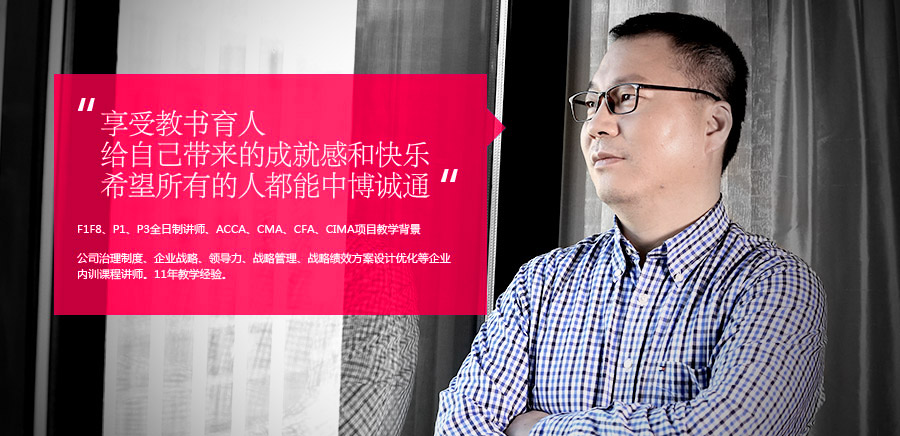 “享受教书育人
给自己带来的成就感和快乐
希望所有的人都能中博诚通”
F1F8、P1、P3全日制讲师。ACCA、CMA、CFA、CIMA项目教学背景
公司治理制度、企业战略、领导力、战略管理、战略绩效方案设计优化等企业
内训课程讲师。11年教学经验。